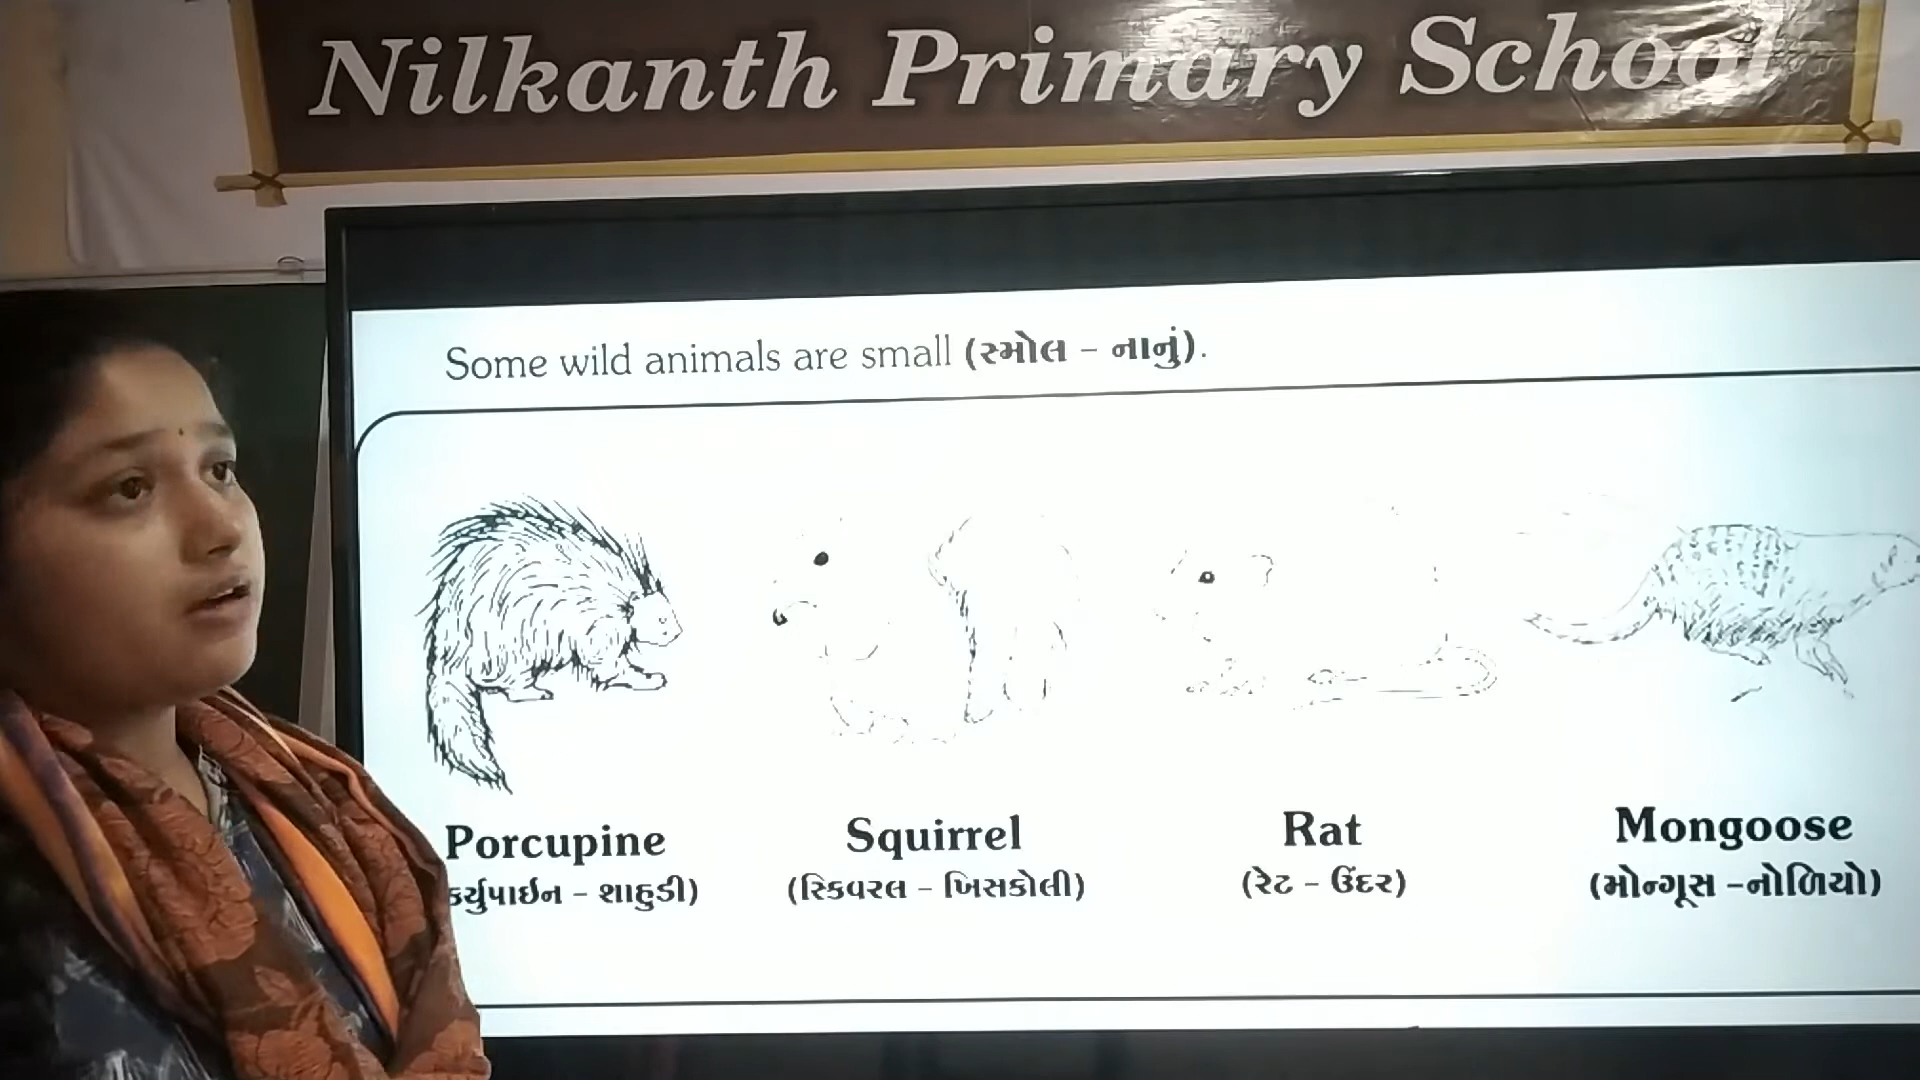 Nilkanth Primary School
Some wild animals are small (સ્મોલ – નાનું).
Porcupine
Squirrel
Rat
Mongoose
ર્ક્યુપાઈન – શાહુડી)
(સ્કિવરલ – ખિસકોલી)
(રેટ – ઉંદર)
(મોન્ગૂસ –નોળિયો)